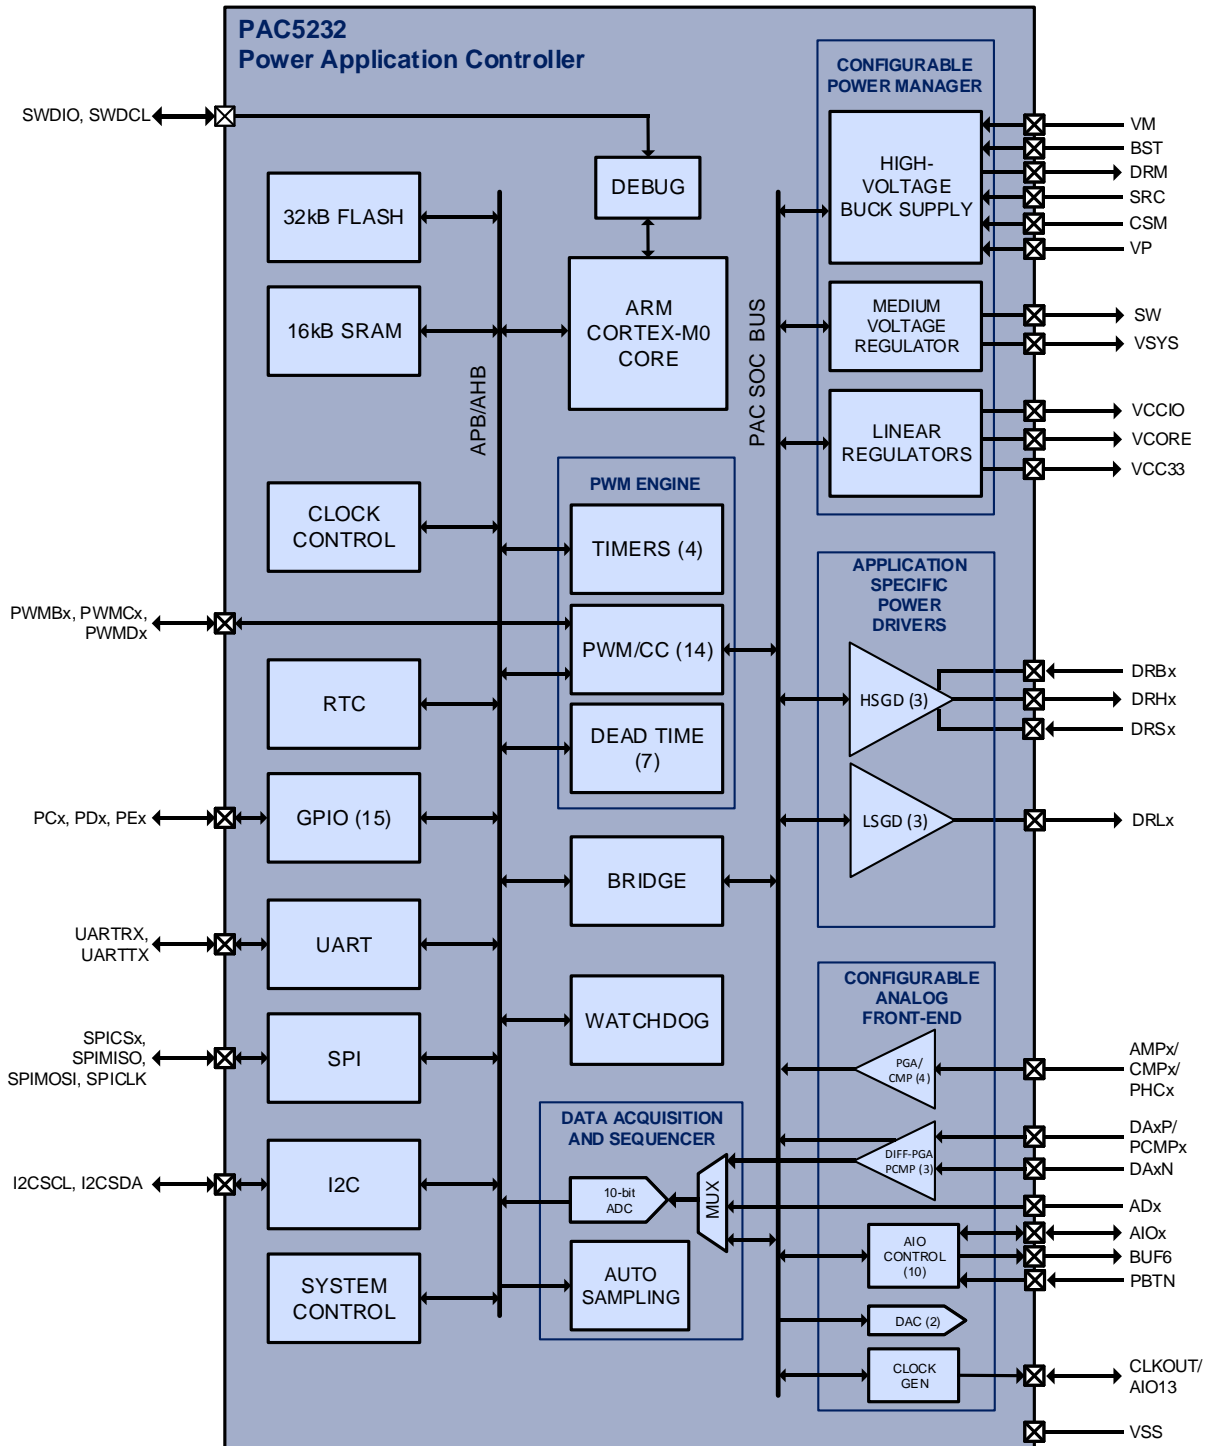 PAC5232
Power Application Controller
SWDIO, SWDCL
32kB FLASH
16kB SRAM
APB/AHB
DEBUG
ARM
CORTEX-M0
CORE
PAC SOC BUS
CONFIGURABLE
POWER MANAGER
HIGH-
VOLTAGE
BUCK SUPPLY
VM
BST
DRM
SRC
CSM
VP
MEDIUM
VOLTAGE
REGULATOR
SW
VSYS
LINEAR
REGULATORS
VCCIO
VCORE
VCC33
CLOCK
CONTROL
PWM ENGINE
TIMERS (4)
PWMBx, PWMCx,
PWMDx
PWM/CC (14)
RTC
DEAD TIME
(7)
APPLICATION
SPECIFIC
POWER
DRIVERS
HSGD (3)
DRBx
DRHx
DRSx
LSGD (3)
DRLx
PCx, PDx, PEx
GPIO (15)
BRIDGE
UARTRX,
UARTTX
UART
WATCHDOG
SPICSx,
SPIMISO,
SPIMOSI, SPICLK
SPI
CONFIGURABLE
ANALOG
FRONT-END
PGA/
CMP (4)
AMPx/
CMPx/
PHCx
DATA ACQUISITION
AND SEQUENCER
DIFF-PGA
PCMP (3)
DAxP/
PCMPx
DAxN
I2CSCL, I2CSDA
I2C
10-bit
ADC
MUX
ADx
AIO
CONTROL
(10)
AIOx
BUF6
PBTN
SYSTEM
CONTROL
AUTO
SAMPLING
DAC (2)
CLOCK
GEN
CLKOUT/
AIO13
VSS